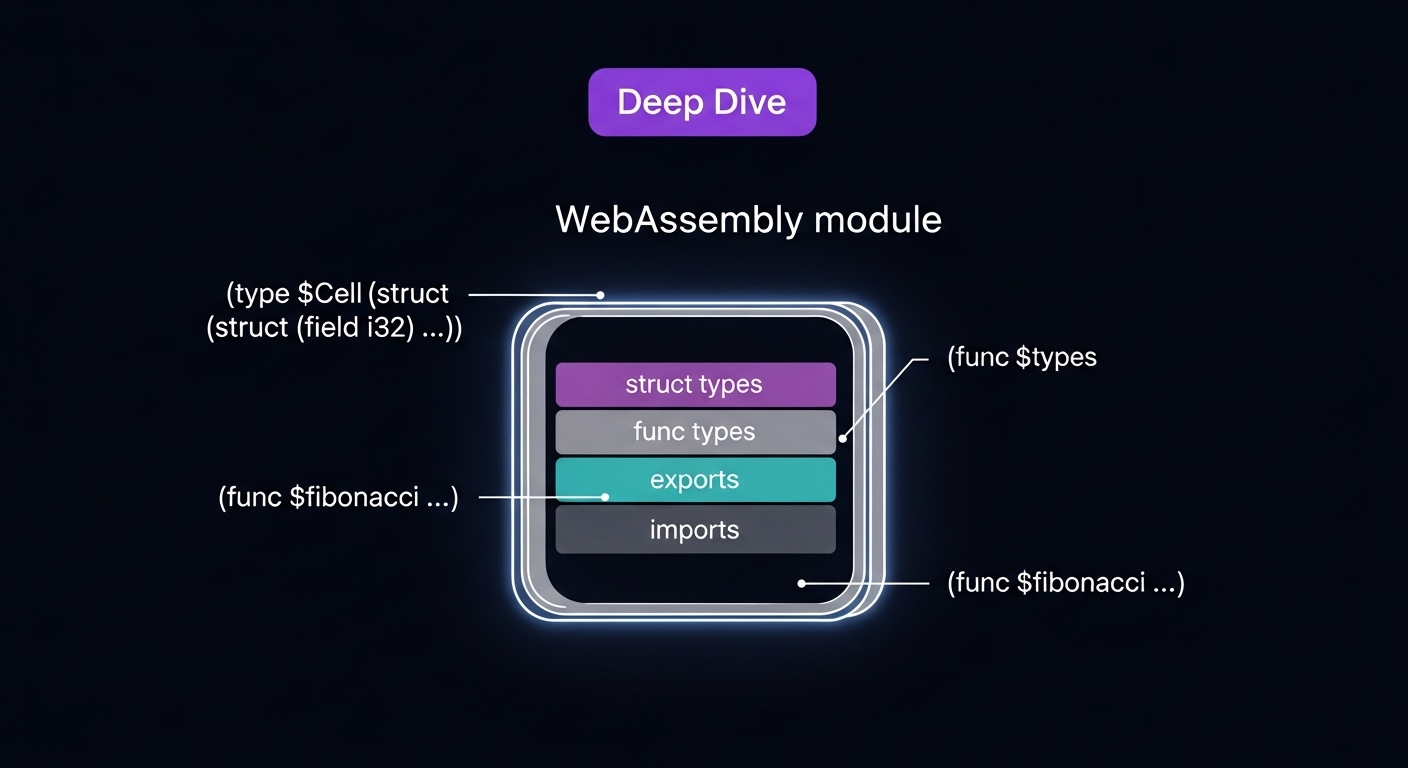 Deep Dive
WebAssembly module
(type $Cell (struct
(struct (field i32) ...))
(func $types
struct types
func types
exports
(func $fibonacci ...)
imports
(func $fibonacci ...)